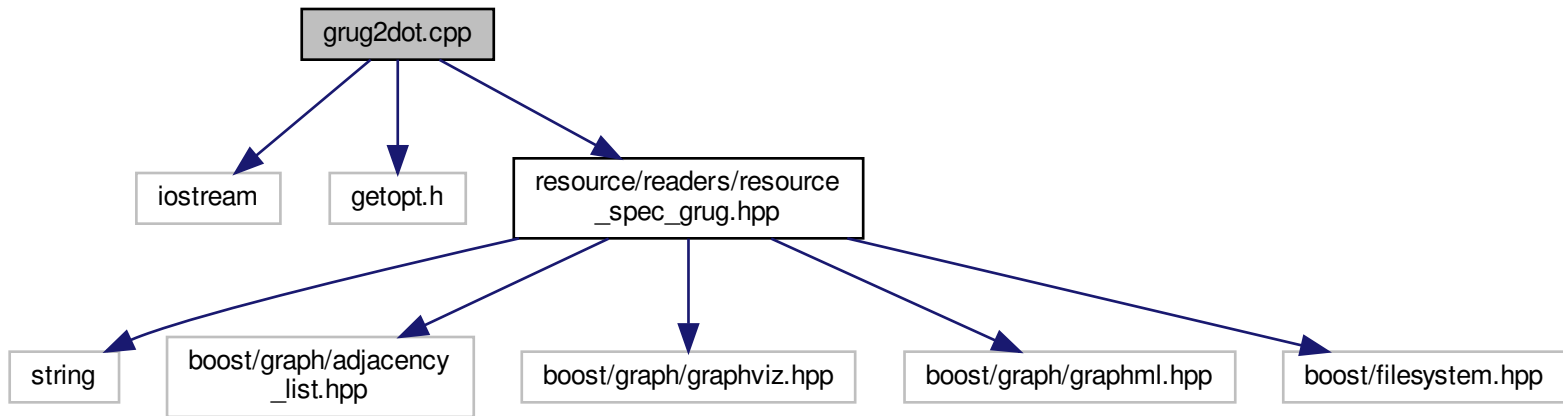 grug2dot.cpp
iostream
getopt.h
resource/readers/resource
_spec_grug.hpp
string
boost/graph/adjacency
_list.hpp
boost/graph/graphviz.hpp
boost/graph/graphml.hpp
boost/filesystem.hpp